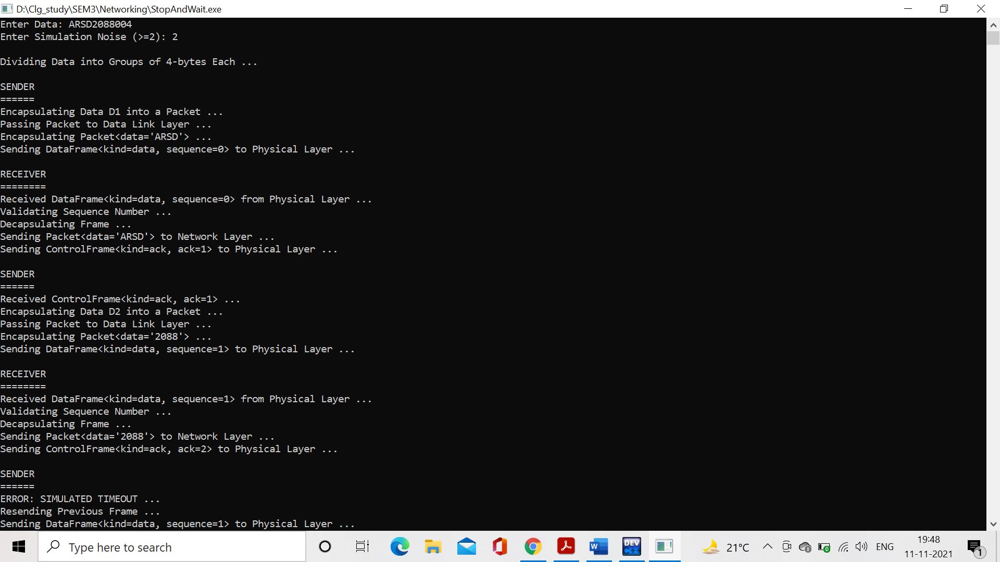 D:\Clg_study\SEM3\Networking\StopAndWait.exe
Enter Data: ARSD2088004
Enter Simulation Noise (>=2): 2
Dividing Data into Groups of 4-bytes Each ...
SENDER
======
Encapsulating Data D1 into a Packet ...
Passing Packet to Data Link Layer ...
Encapsulating Packet<data='ARSD'> ...
Sending DataFrame<kind=data, sequence=0> to Physical Layer ...
RECEIVER
========
Received DataFrame<kind=data, sequence=0> from Physical Layer ...
Validating Sequence Number ...
Decapsulating Frame ...
Sending Packet<data='ARSD'> to Network Layer ...
Sending ControlFrame<kind=ack, ack=1> to Physical Layer ...
SENDER
======
Received ControlFrame<kind=ack, ack=1> ...
Encapsulating Data D2 into a Packet ...
Passing Packet to Data Link Layer ...
Encapsulating Packet<data='2088'> ...
Sending DataFrame<kind=data, sequence=1> to Physical Layer ...
RECEIVER
========
Received DataFrame<kind=data, sequence=1> from Physical Layer ...
Validating Sequence Number ...
Decapsulating Frame ...
Sending Packet<data='2088'> to Network Layer ...
Sending ControlFrame<kind=ack, ack=2> to Physical Layer ...
SENDER
======
ERROR: SIMULATED TIMEOUT ...
Resending Previous Frame ...
Sending DataFrame<kind=data, sequence=1> to Physical Layer ...
Type here to search
W
DEV
C++
21°C
ENG
19:48
11-11-2021
1